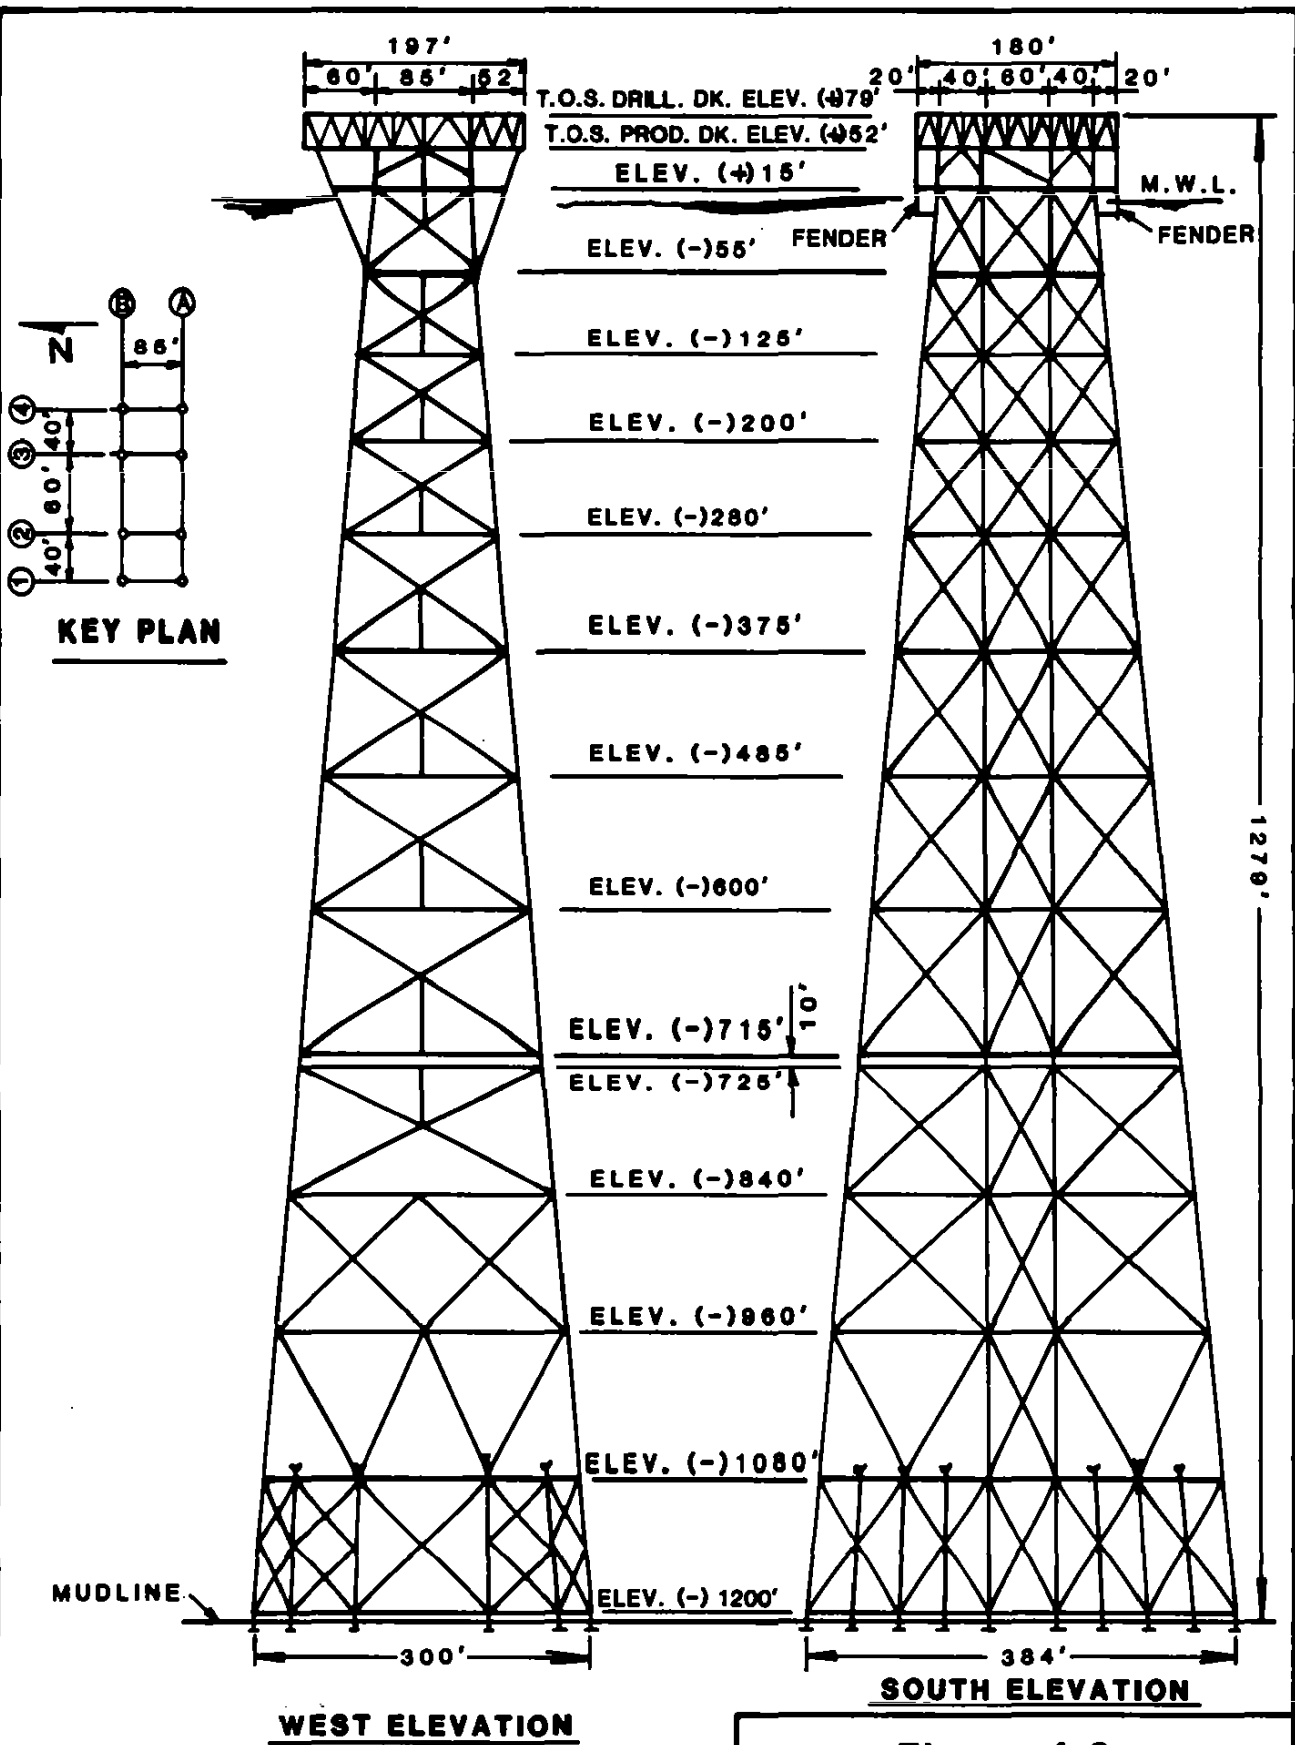 197'
60' 85' 52
180'
20' 40' 60' 40' 20'
T.O.S. DRILL. DK. ELEV. (+)79'
T.O.S. PROD. DK. ELEV. (+)52'
ELEV. (+)15'
M.W.L.
FENDER
FENDER
ELEV. (-)55'
ELEV. (-)125'
ELEV. (-)200'
ELEV. (-)280'
ELEV. (-)375'
ELEV. (-)485'
ELEV. (-)600'
ELEV. (-)715'
10'
ELEV. (-)725'
ELEV. (-)840'
ELEV. (-)960'
ELEV. (-)1080'
ELEV. (-) 1200'
1279'
B A
N
85'
4
40'
3
60'
2
40'
1
KEY PLAN
MUDLINE
300'
384'
SOUTH ELEVATION
WEST ELEVATION